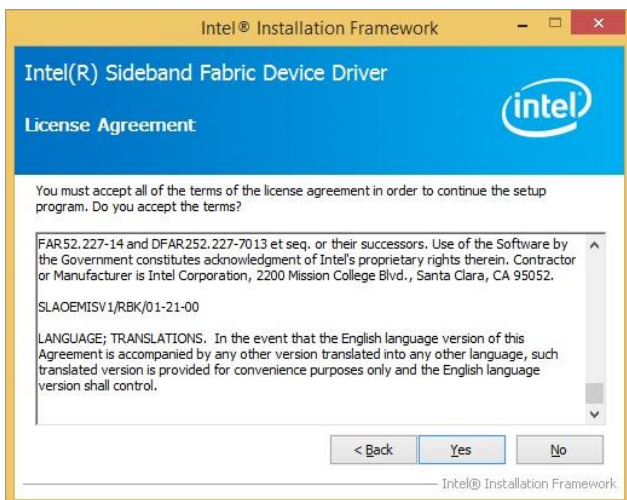 Intel® Installation Framework
Intel(R) Sideband Fabric Device Driver
intel
License Agreement
You must accept all of the terms of the license agreement in order to continue the setup
program. Do you accept the terms?
FAR52.227-14 and DFAR252.227-7013 et seq. or their successors. Use of the Software by
the Government constitutes acknowledgment of Intel's proprietary rights therein. Contractor
or Manufacturer is Intel Corporation, 2200 Mission College Blvd., Santa Clara, CA 95052.
SLAOEMISV1/RBK/01-21-00
LANGUAGE; TRANSLATIONS. In the event that the English language version of this
Agreement is accompanied by any other version translated into any other language, such
translated version is provided for convenience purposes only and the English language
version shall control.
< Back
Yes
No
Intel® Installation Framework